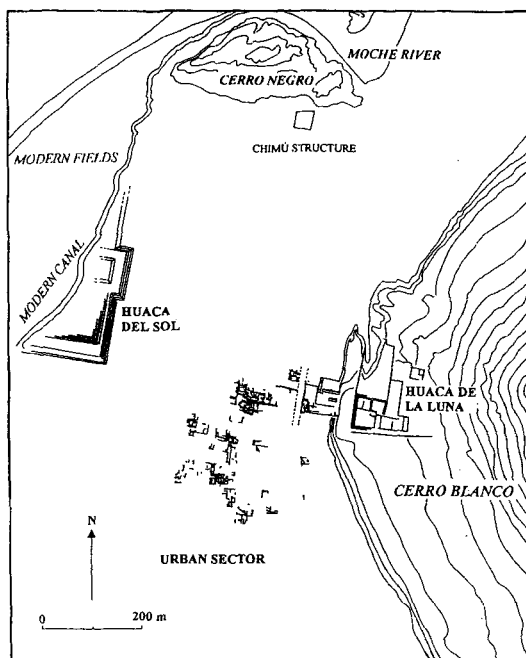 MOCHE RIVER
CERRO NEGRO
CHIMÚ STRUCTURE
MODERN FIELDS
MODERN CANAL
HUACA
DEL SOL
HUACA DE
LA LUNA
CERRO BLANCO
N
URBAN SECTOR
0 200 m